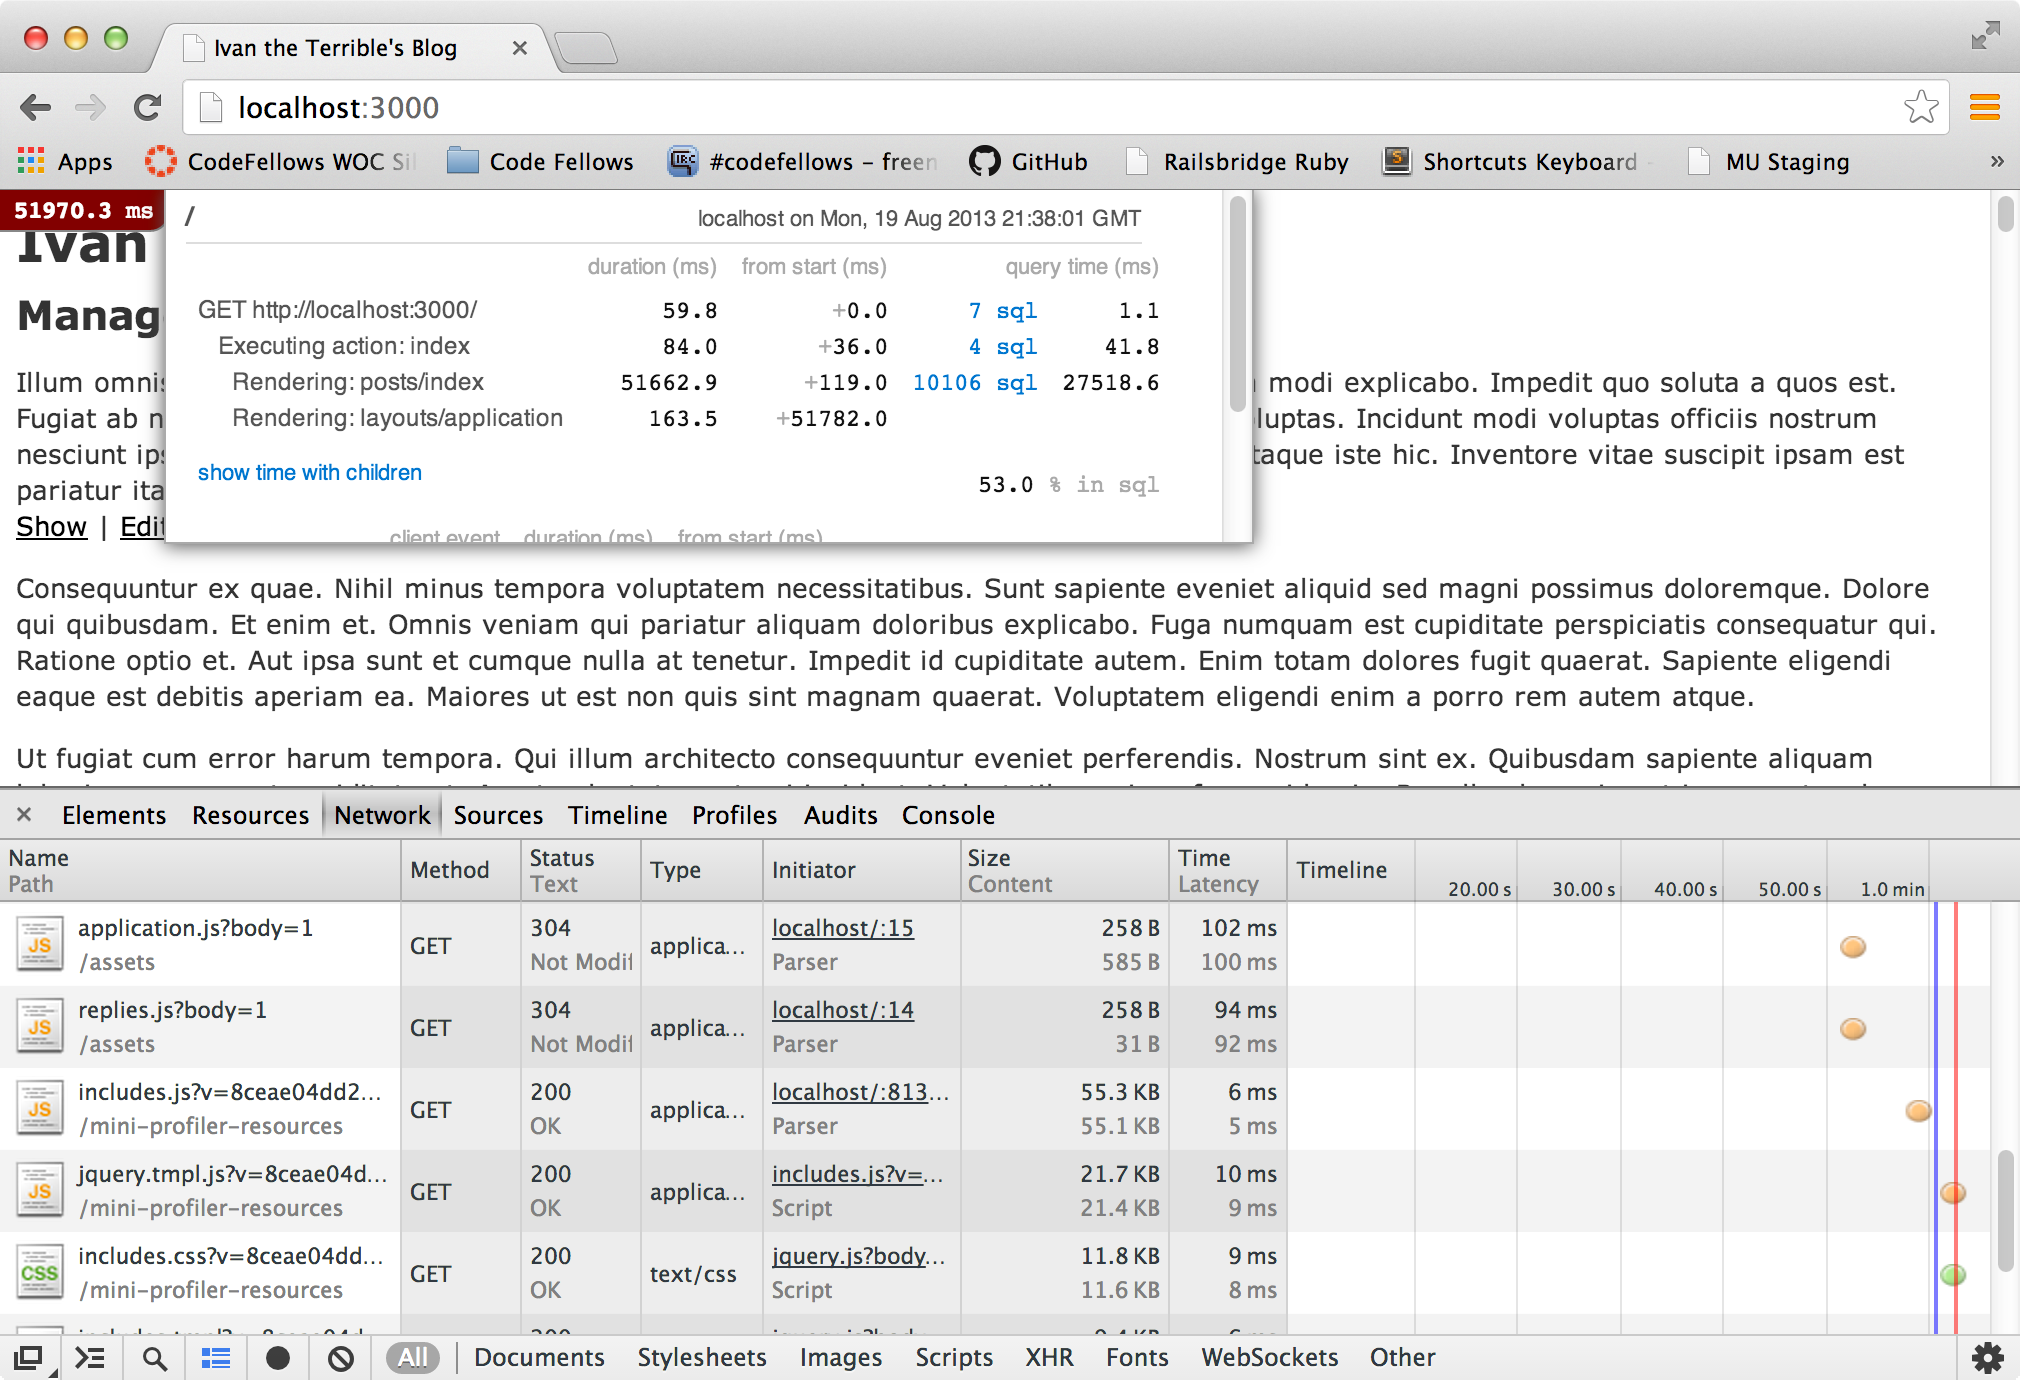 Ivan the Terrible's Blog
localhost:3000
Apps
CodeFellows WOC Sil
Code Fellows
#codefellows – freen
GitHub
Railsbridge Ruby
Shortcuts Keyboard -
MU Staging
»
51970.3 ms
/
localhost on Mon, 19 Aug 2013 21:38:01 GMT
duration (ms) from start (ms) query time (ms)
GET http://localhost:3000/ 59.8 +0.0 7 sql 1.1
Executing action: index 84.0 +36.0 4 sql 41.8
Rendering: posts/index 51662.9 +119.0 10106 sql 27518.6
Rendering: layouts/application 163.5 +51782.0
show time with children
53.0 % in sql
client event duration (ms) from start (ms)
Ivan
Manag
Illum omnis modi explicabo. Impedit quo soluta a quos est.
Fugiat ab n luptas. Incidunt modi voluptas officiis nostrum
nesciunt ips taque iste hic. Inventore vitae suscipit ipsam est
pariatur ita
Show | Edit
Consequuntur ex quae. Nihil minus tempora voluptatem necessitatibus. Sunt sapiente eveniet aliquid sed magni possimus doloremque. Dolore
qui quibusdam. Et enim et. Omnis veniam qui pariatur aliquam doloribus explicabo. Fuga numquam est cupiditate perspiciatis consequatur qui.
Ratione optio et. Aut ipsa sunt et cumque nulla at tenetur. Impedit id cupiditate autem. Enim totam dolores fugit quaerat. Sapiente eligendi
eaque est debitis aperiam ea. Maiores ut est non quis sint magnam quaerat. Voluptatem eligendi enim a porro rem autem atque.
Ut fugiat cum error harum tempora. Qui illum architecto consequuntur eveniet perferendis. Nostrum sint ex. Quibusdam sapiente aliquam
Elements Resources Network Sources Timeline Profiles Audits Console
Name Method Status Type Initiator Size Time Timeline
Path Text Content Latency 20.00 s 30.00 s 40.00 s 50.00 s 1.0 min
JS application.js?body=1 GET 304 applica... localhost/:15 258 B 102 ms
/assets Not Modif Parser 585 B 100 ms
JS replies.js?body=1 GET 304 applica... localhost/:14 258 B 94 ms
/assets Not Modif Parser 31 B 92 ms
JS includes.js?v=8ceae04dd2... GET 200 applica... localhost/:813... 55.3 KB 6 ms
/mini-profiler-resources OK Parser 55.1 KB 5 ms
JS jquery.tmpl.js?v=8ceae04d... GET 200 applica... includes.js?v=... 21.7 KB 10 ms
/mini-profiler-resources OK Script 21.4 KB 9 ms
CSS includes.css?v=8ceae04dd... GET 200 text/css jquery.js?body... 11.8 KB 9 ms
/mini-profiler-resources OK Script 11.6 KB 8 ms
All Documents Stylesheets Images Scripts XHR Fonts WebSockets Other